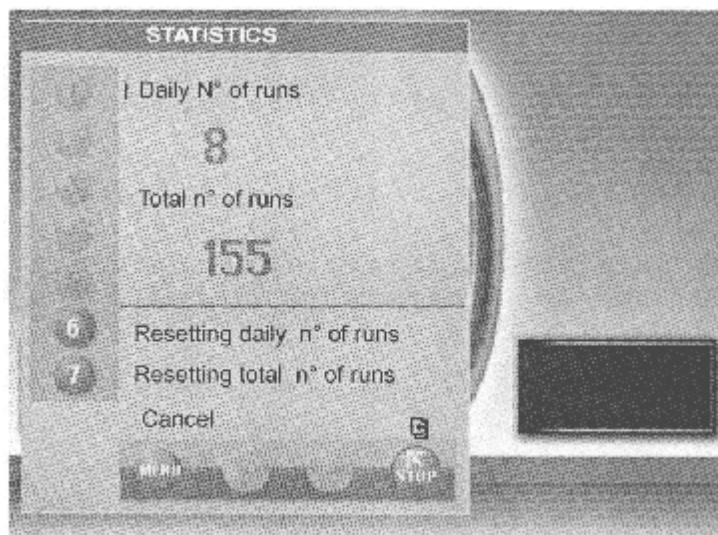 STATISTICS
Daily N° of runs
8
Total n° of runs
155
6 Resetting daily n° of runs
7 Resetting total n° of runs
Cancel
MENU STOP